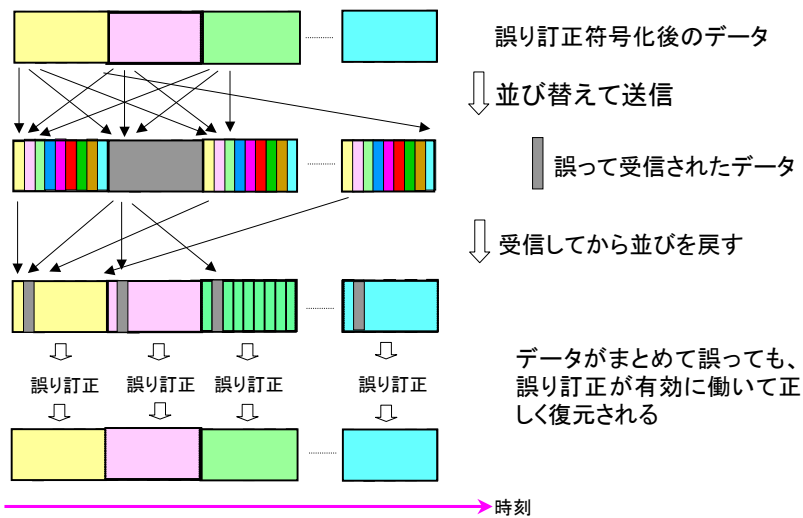 誤り訂正符号化後のデータ
並び替えて送信
誤って受信されたデータ
受信してから並びを戻す
誤り訂正 誤り訂正 誤り訂正 誤り訂正
データがまとめて誤っても、
誤り訂正が有効に働いて正
しく復元される
時刻